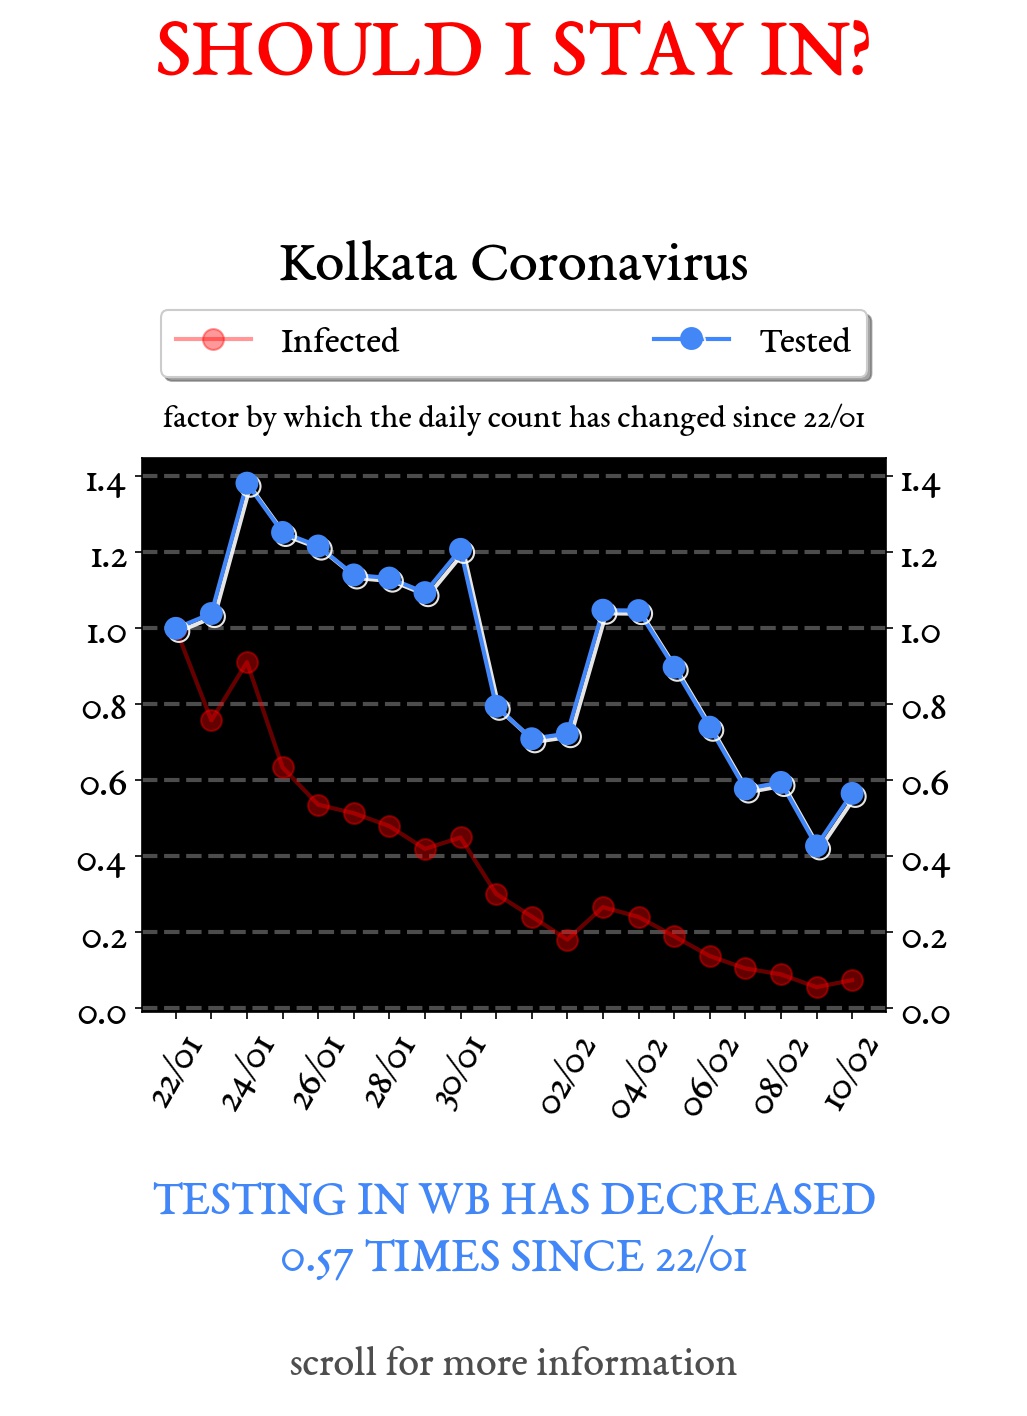 SHOULD I STAY IN?
Kolkata Coronavirus
Infected Tested
factor by which the daily count has changed since 22/01
1.4 1.4
1.2 1.2
1.0 1.0
0.8 0.8
0.6 0.6
0.4 0.4
0.2 0.2
0.0 0.0
22/01 24/01 26/01 28/01 30/01 02/02 04/02 06/02 08/02 10/02
TESTING IN WB HAS DECREASED
0.57 TIMES SINCE 22/01
scroll for more information